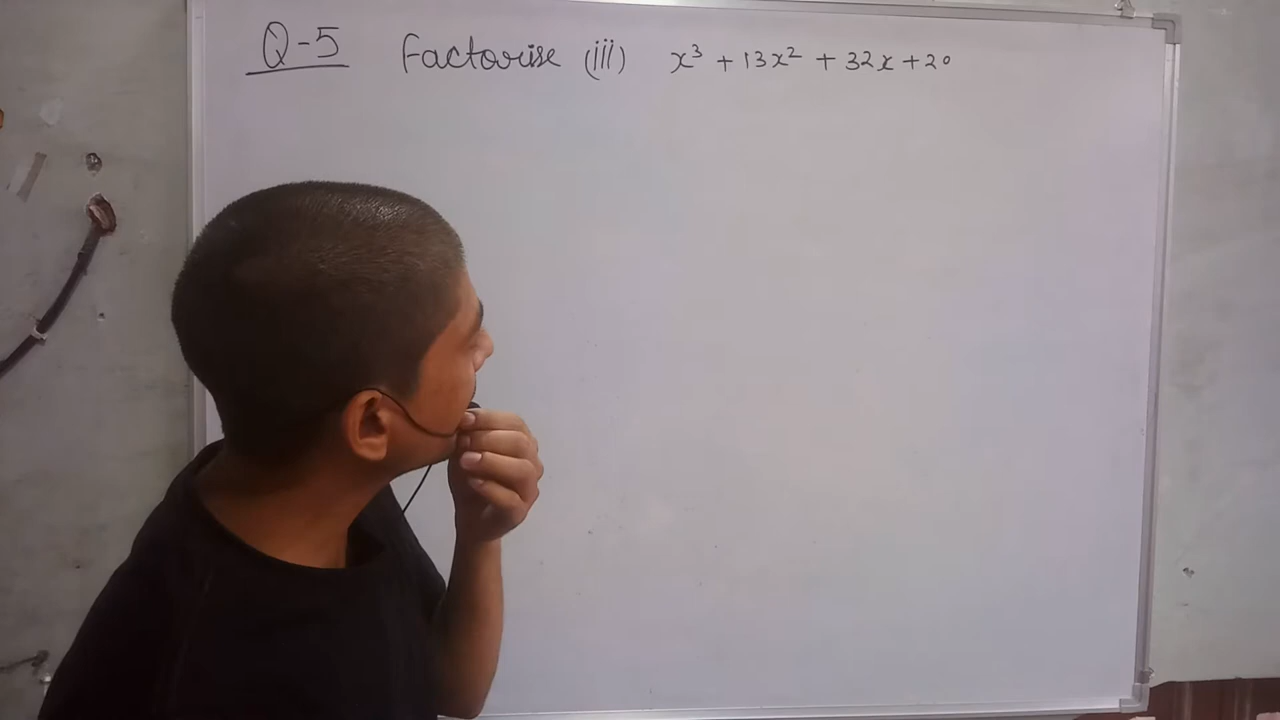 Q-5 Factorise (iii) x³ + 13x² + 32x + 20